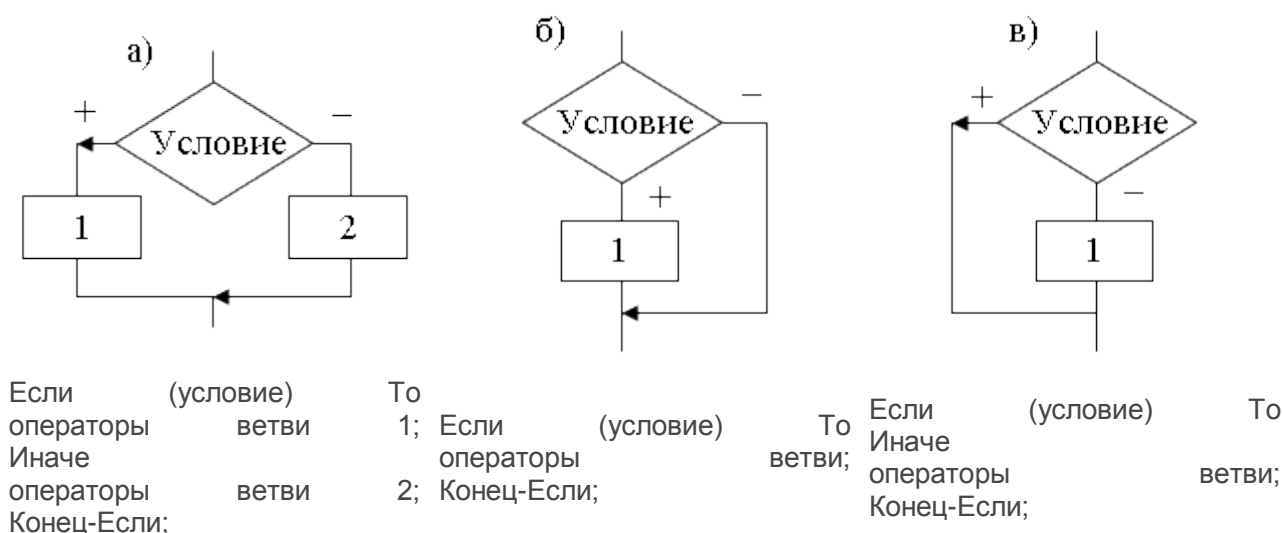 а)
+
−
Условие
1
2
б)
−
Условие
+
1
в)
+
Условие
−
1
Если (условие) То
операторы ветви 1;
Иначе
операторы ветви 2;
Конец-Если;
Если (условие) То
операторы ветви;
Конец-Если;
Если (условие) То
Иначе
операторы ветви;
Конец-Если;